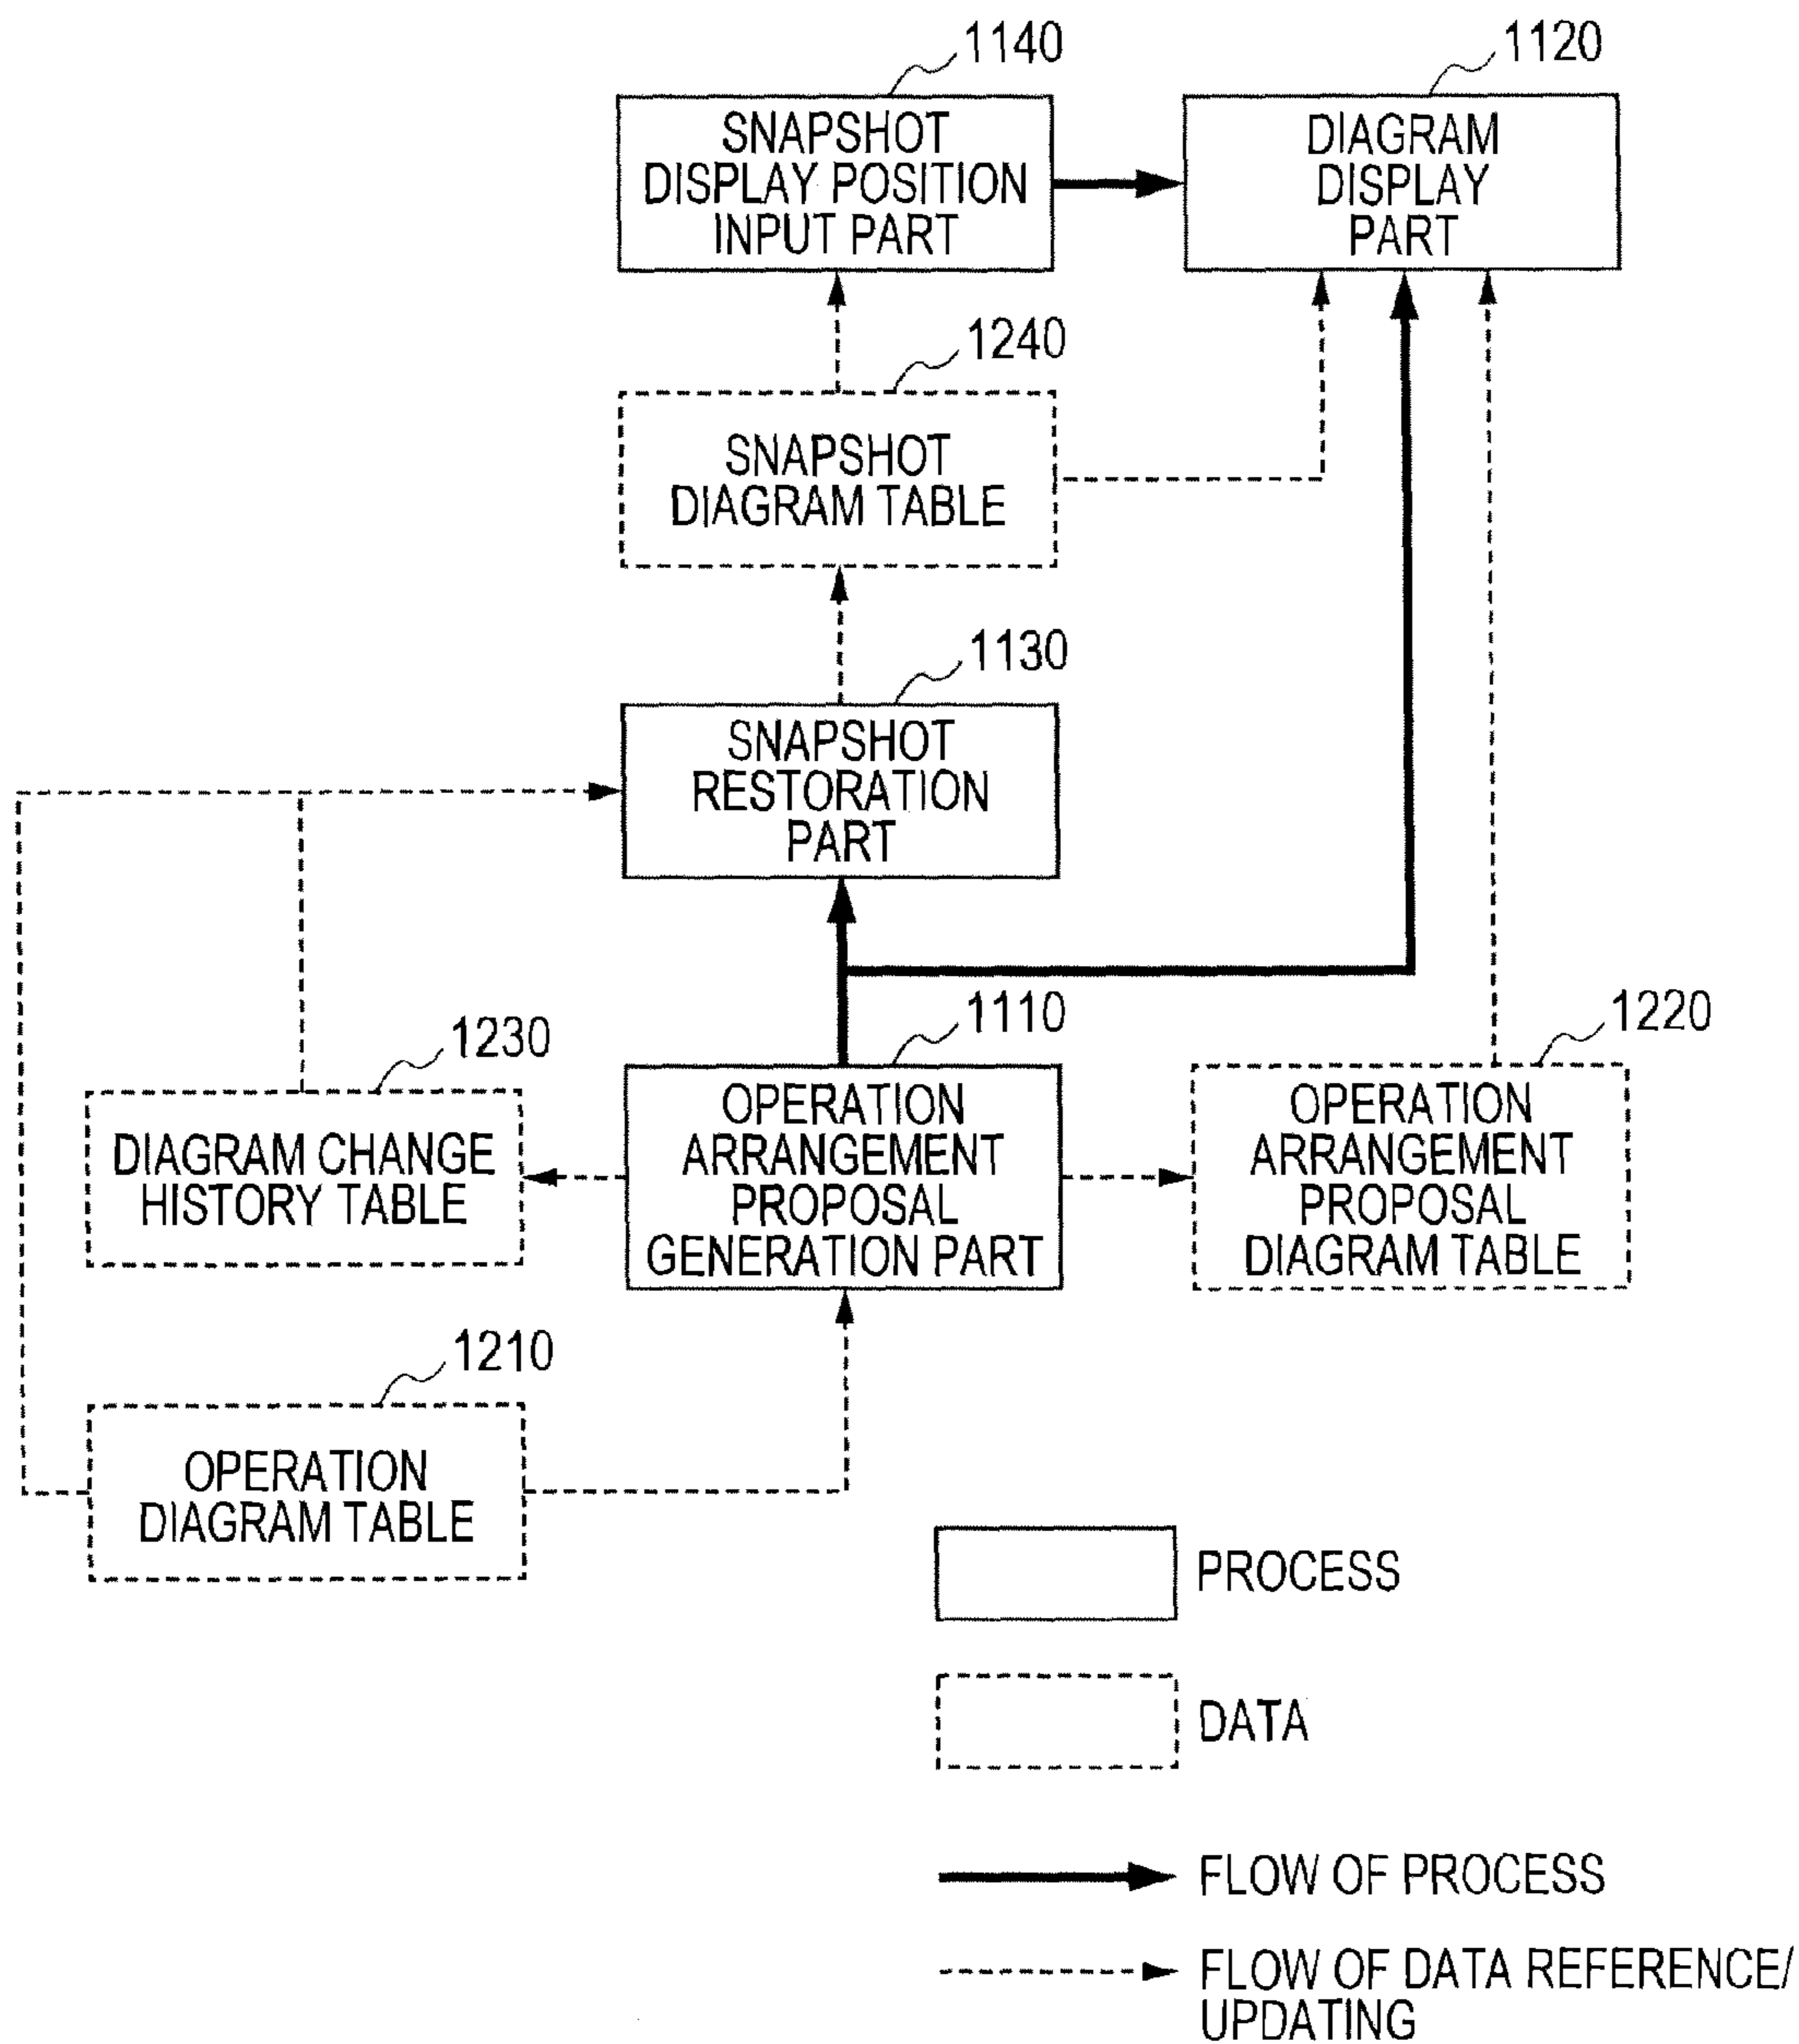 1140
SNAPSHOT
DISPLAY POSITION
INPUT PART
1120
DIAGRAM
DISPLAY
PART
1240
SNAPSHOT
DIAGRAM TABLE
1130
SNAPSHOT
RESTORATION
PART
1230
DIAGRAM CHANGE
HISTORY TABLE
1110
OPERATION
ARRANGEMENT
PROPOSAL
GENERATION PART
1220
OPERATION
ARRANGEMENT
PROPOSAL
DIAGRAM TABLE
1210
OPERATION
DIAGRAM TABLE
PROCESS
DATA
FLOW OF PROCESS
FLOW OF DATA REFERENCE/
UPDATING